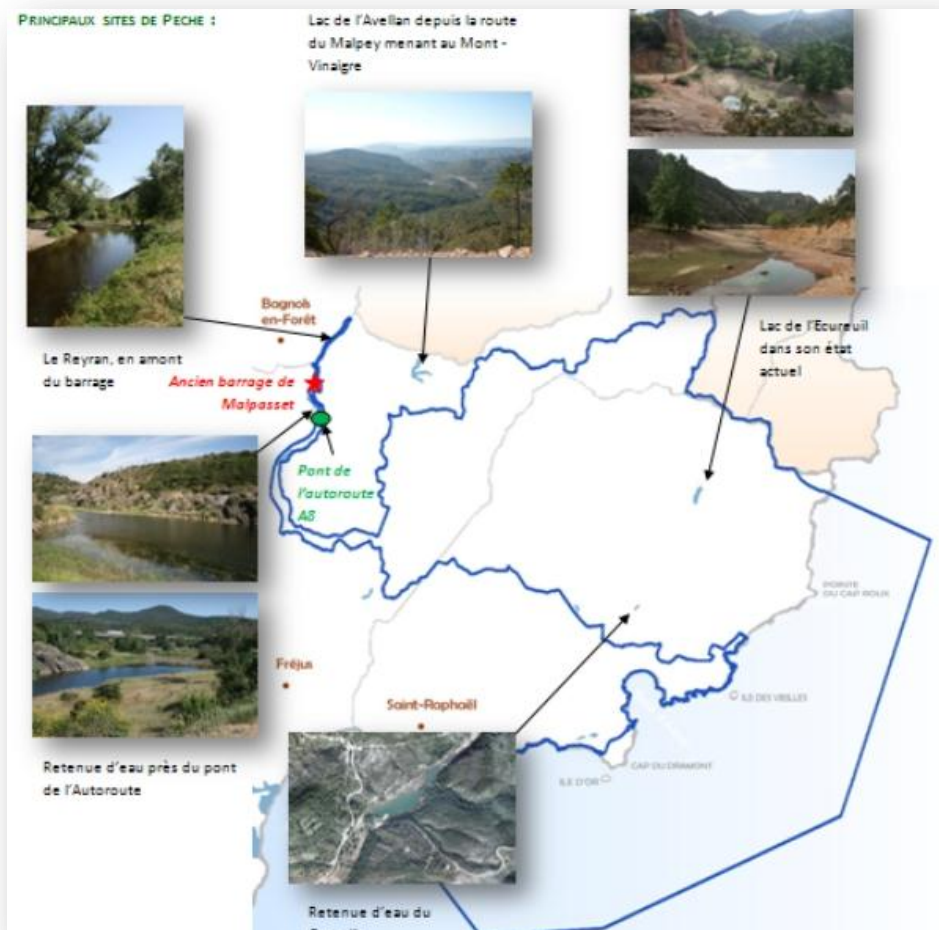 PRINCIPAUX SITES DE PECHE :
Lac de l'Avellan depuis la route
du Malpey menant au Mont -
Vinaigre
Bagnols
en-Forêt
Le Reyran, en amont
du barrage
Ancien barrage de
Malpasset
Lac de l'Ecureuil
dans son état
actuel
Pont de
l'autoroute
A8
POINTE
DU CAP ROUX
Fréjus
Saint-Raphaël
ILE DES VIEILLES
CAP DU DRAMONT
ILE D'OR
Retenue d'eau près du pont
de l'Autoroute
Retenue d'eau du